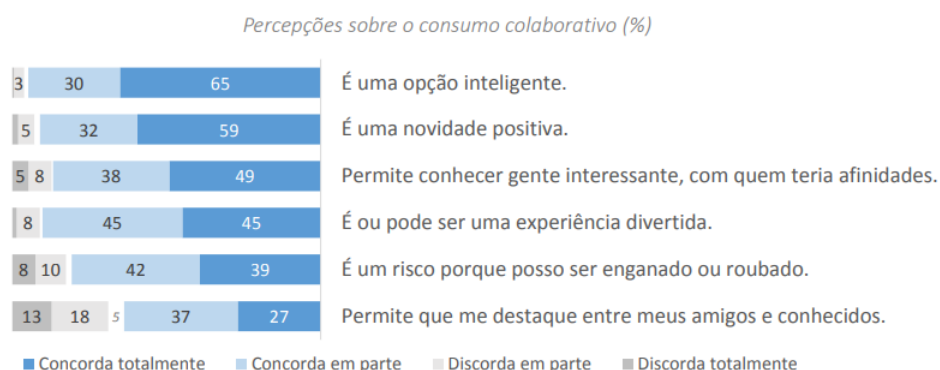 Percepções sobre o consumo colaborativo (%)
3 30 65 É uma opção inteligente.
5 32 59 É uma novidade positiva.
5 8 38 49 Permite conhecer gente interessante, com quem teria afinidades.
8 45 45 É ou pode ser uma experiência divertida.
8 10 42 39 É um risco porque posso ser enganado ou roubado.
13 18 5 37 27 Permite que me destaque entre meus amigos e conhecidos.
Concorda totalmente Concorda em parte Discorda em parte Discorda totalmente